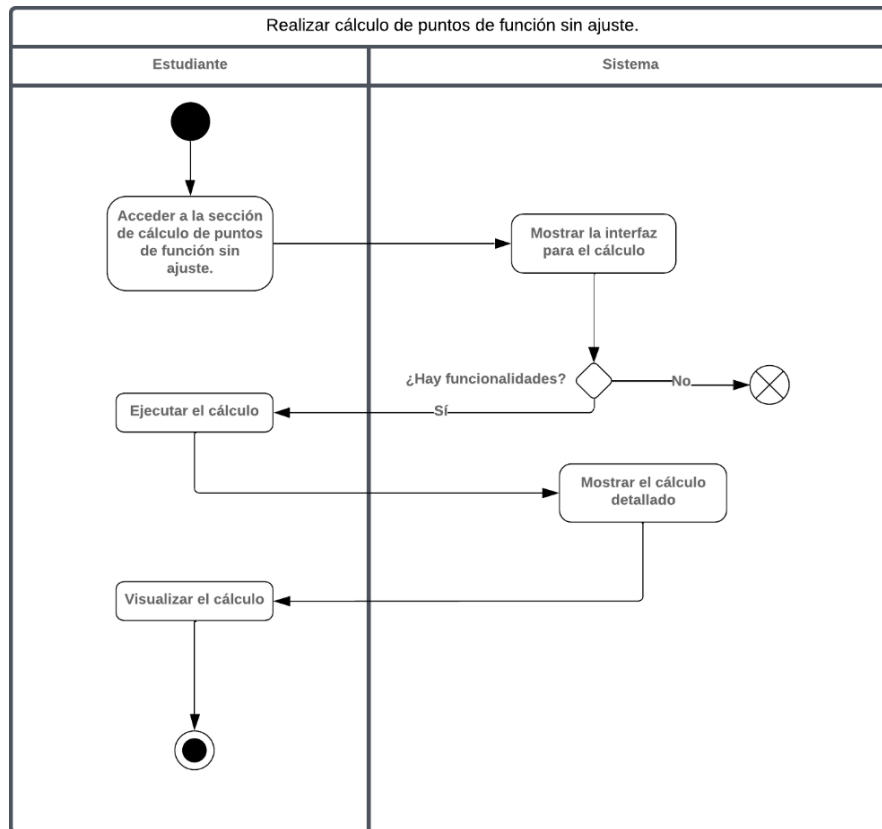 Realizar cálculo de puntos de función sin ajuste.
Estudiante
Sistema
Acceder a la sección
de cálculo de puntos
de función sin
ajuste.
Mostrar la interfaz
para el cálculo
¿Hay funcionalidades?
No
Sí
Ejecutar el cálculo
Mostrar el cálculo
detallado
Visualizar el cálculo